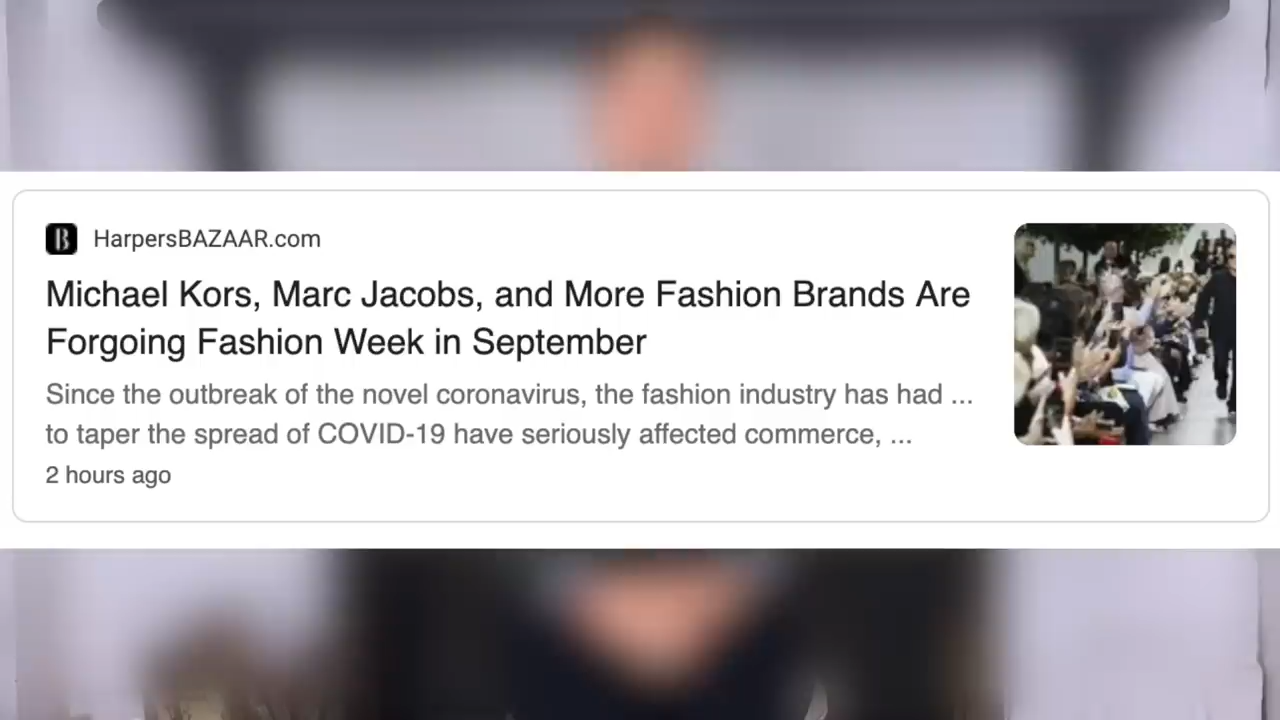 HarpersBAZAAR.com
Michael Kors, Marc Jacobs, and More Fashion Brands Are
Forgoing Fashion Week in September
Since the outbreak of the novel coronavirus, the fashion industry has had ...
to taper the spread of COVID-19 have seriously affected commerce, ...
2 hours ago